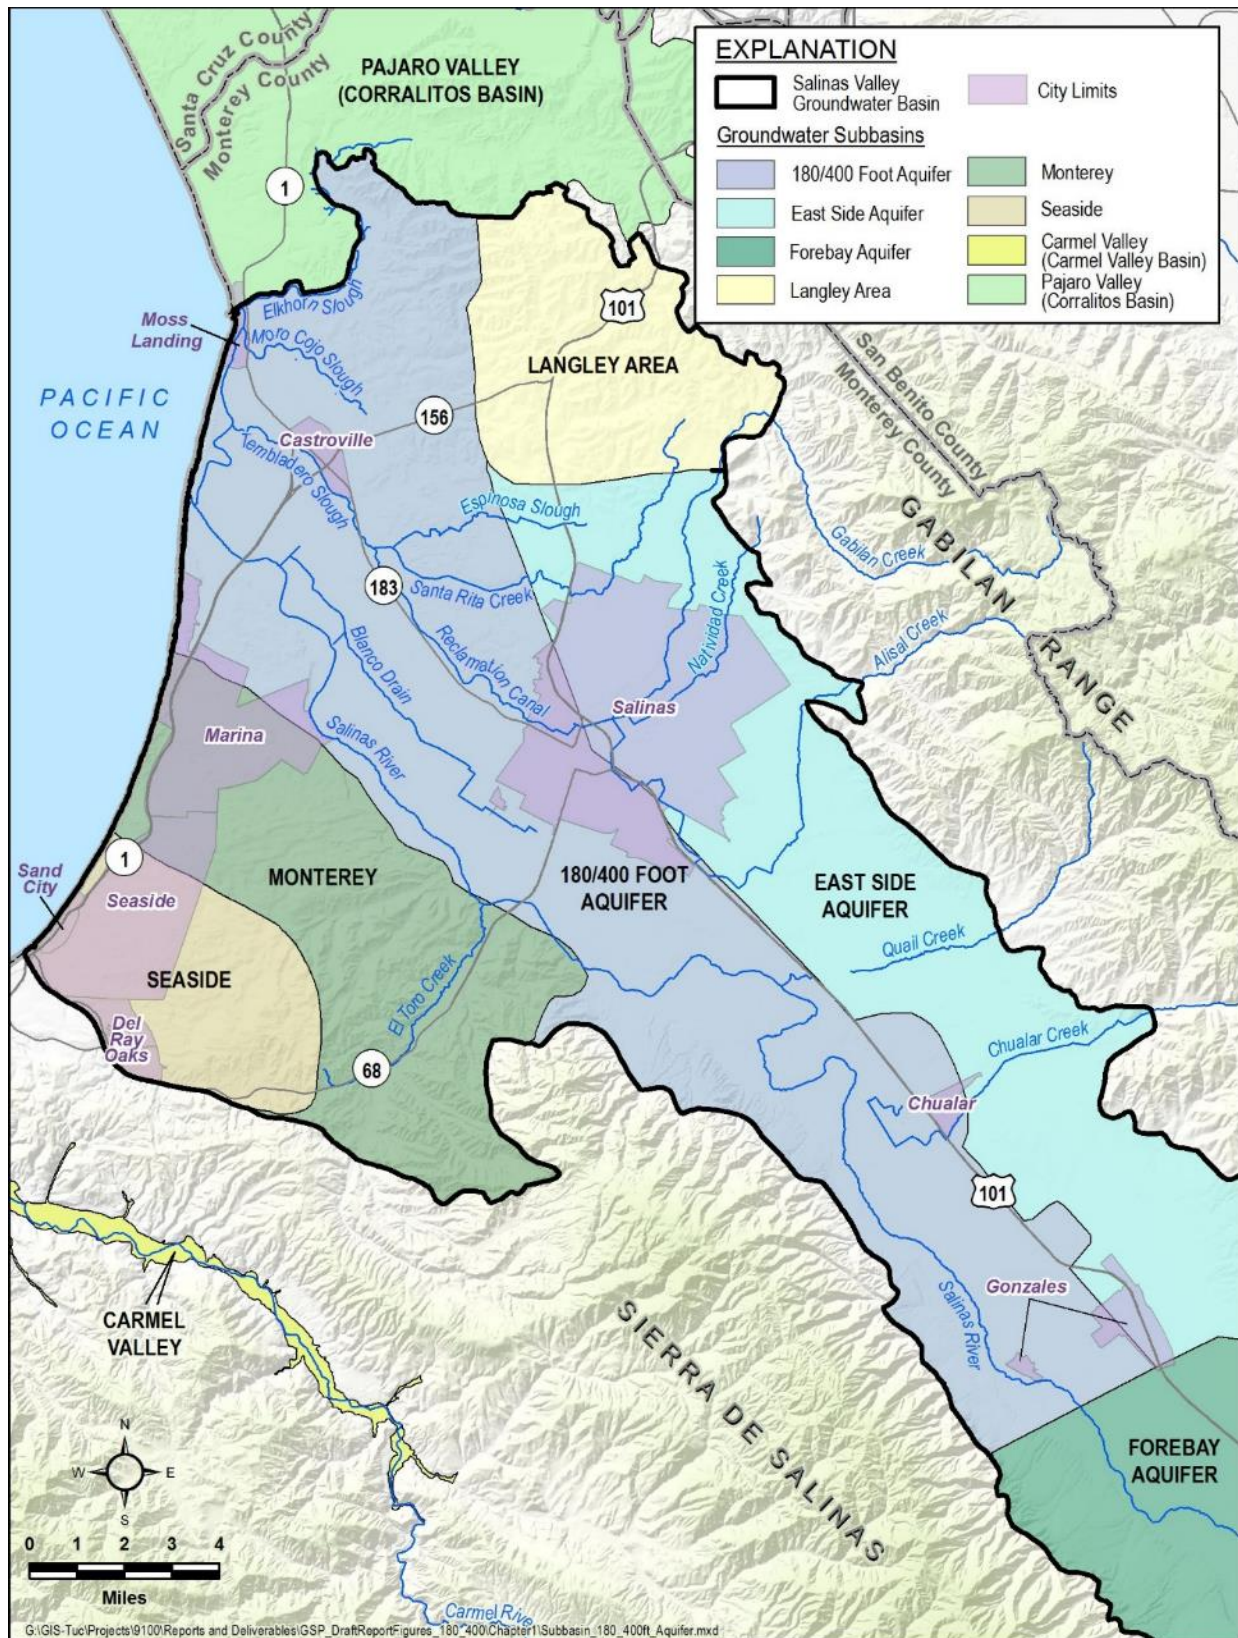 Santa Cruz County
Monterey County
PAJARO VALLEY
(CORRALITOS BASIN)
EXPLANATION
Salinas Valley
Groundwater Basin
City Limits
Groundwater Subbasins
180/400 Foot Aquifer
Monterey
East Side Aquifer
Seaside
Forebay Aquifer
Carmel Valley
(Carmel Valley Basin)
Langley Area
Pajaro Valley
(Corralitos Basin)
1
101
Elkhorn Slough
Moss
Landing
Moro Cojo Slough
LANGLEY AREA
San Benito County
Monterey County
PACIFIC
OCEAN
156
Castroville
Tembladero Slough
Espinosa Slough
GABILAN
RANGE
Gabilan Creek
183
Santa Rita Creek
Natividad Creek
Alisal Creek
Blanco Drain
Reclamation Canal
Salinas
Marina
Salinas River
1
Sand
City
Seaside
MONTEREY
180/400 FOOT
AQUIFER
EAST SIDE
AQUIFER
Quail Creek
SEASIDE
El Toro Creek
Del
Ray
Oaks
68
Chualar Creek
Chualar
101
Gonzales
Salinas River
CARMEL
VALLEY
SIERRA DE SALINAS
FOREBAY
AQUIFER
N
W
E
S
0 1 2 3 4
Miles
Carmel Rive
G:\GIS-Tuc\Projects\9100\Reports and Deliverables\GSP_DraftReportFigures_180_400\Chapter1\Subbasin_180_400ft_Aquifer.mxd